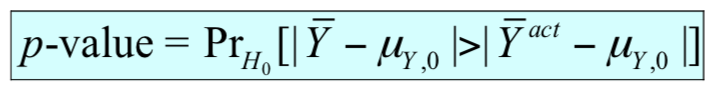 p-value = Pr_{H_0}[|Ȳ − μ_{Y,0}|>|Ȳ^{act} − μ_{Y,0}|]